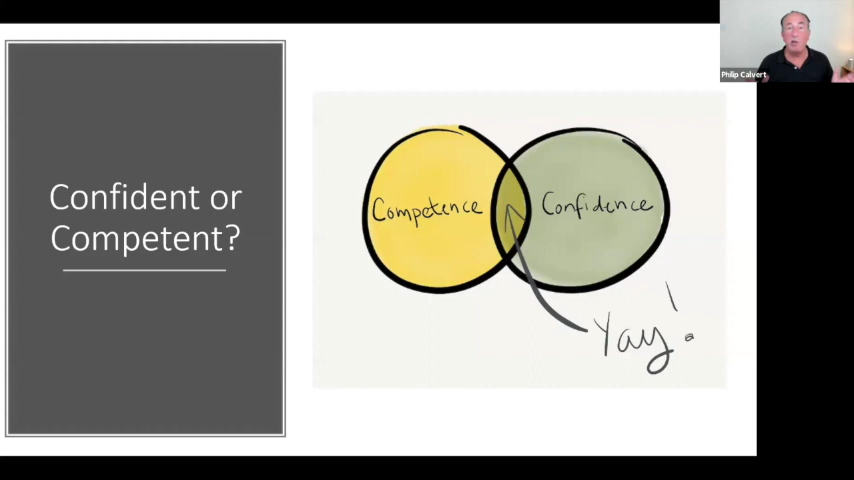 Confident or
Competent?
Competence
Confidence
Yay!
Philip Calvert